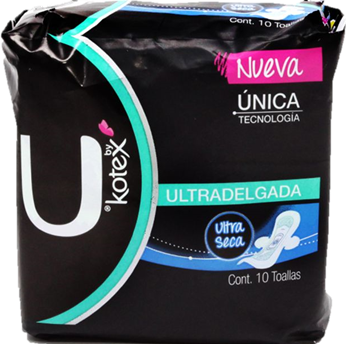 Cont. 10 Toallas
Nueva
ÚNICA
TECNOLOGÍA
U
by
kotex®
ULTRADELGADA
Ultra
Seca
Cont. 10 Toallas